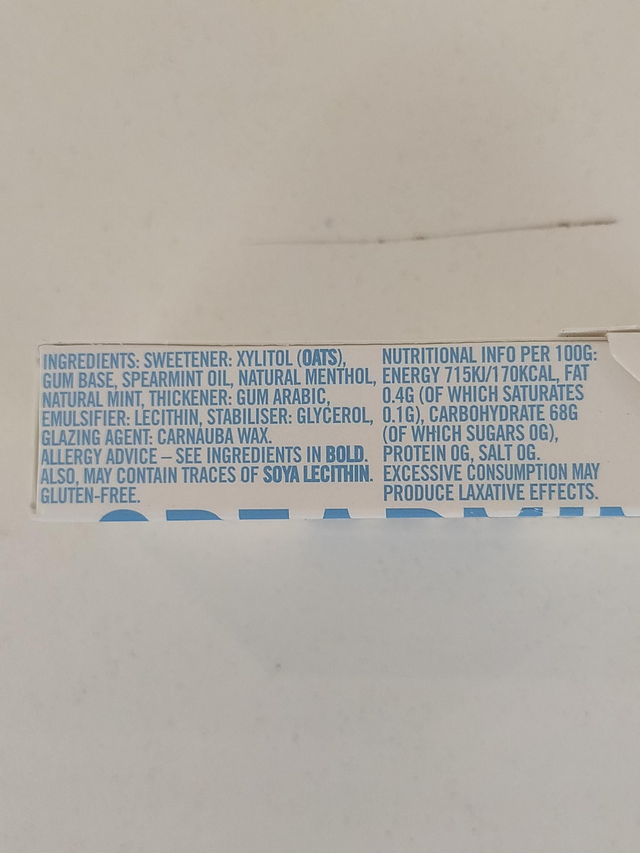 INGREDIENTS: SWEETENER: XYLITOL (OATS),
GUM BASE, SPEARMINT OIL, NATURAL MENTHOL,
NATURAL MINT, THICKENER: GUM ARABIC,
EMULSIFIER: LECITHIN, STABILISER: GLYCEROL,
GLAZING AGENT: CARNAUBA WAX.
ALLERGY ADVICE – SEE INGREDIENTS IN BOLD.
ALSO, MAY CONTAIN TRACES OF SOYA LECITHIN.
GLUTEN-FREE.
NUTRITIONAL INFO PER 100G:
ENERGY 715KJ/170KCAL, FAT
0.4G (OF WHICH SATURATES
0.1G), CARBOHYDRATE 68G
(OF WHICH SUGARS 0G),
PROTEIN 0G, SALT 0G.
EXCESSIVE CONSUMPTION MAY
PRODUCE LAXATIVE EFFECTS.